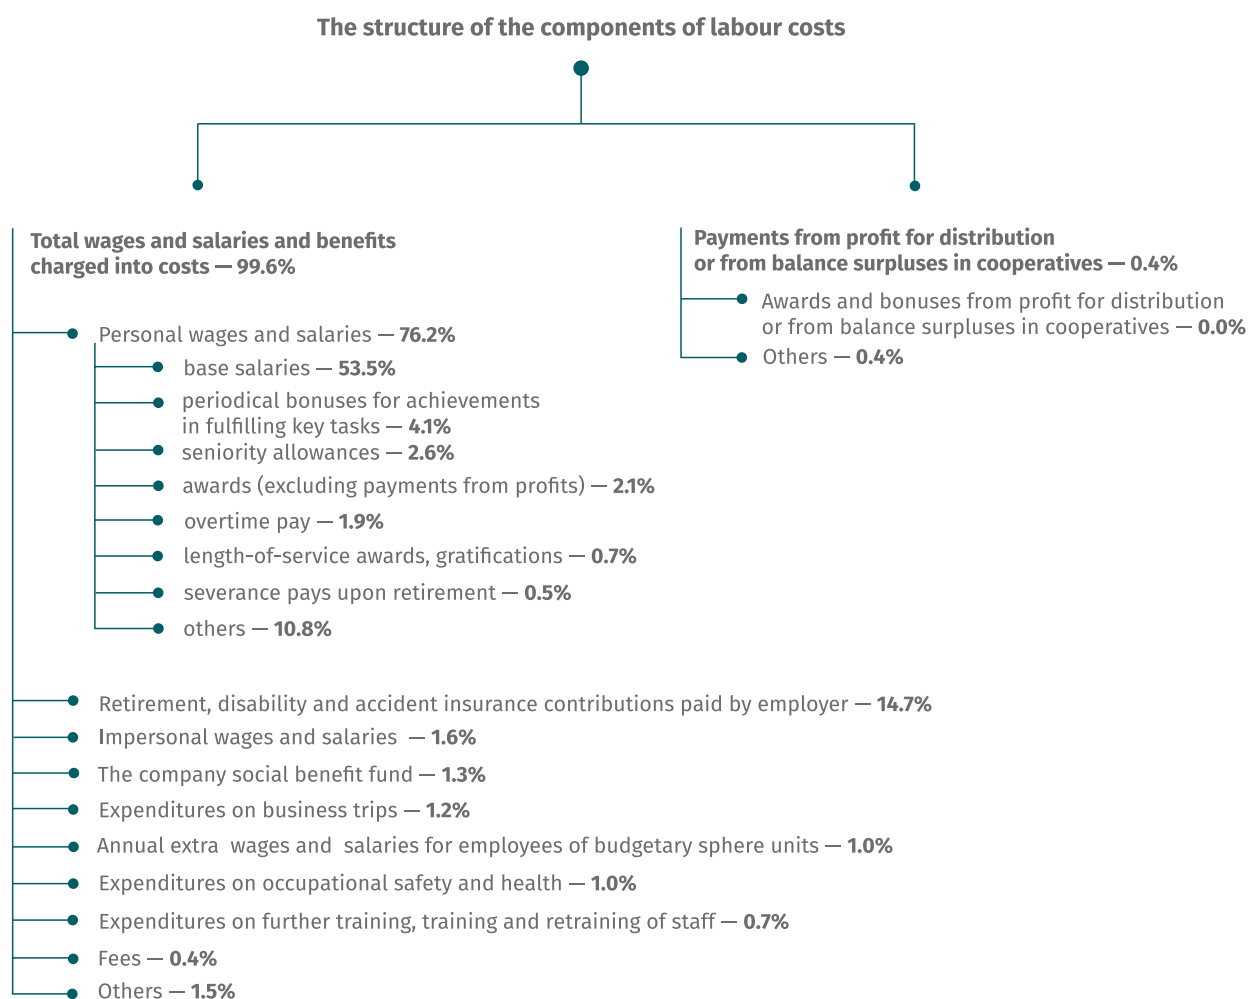 The structure of the components of labour costs
Total wages and salaries and benefits
charged into costs — 99.6%
Personal wages and salaries — 76.2%
base salaries — 53.5%
periodical bonuses for achievements
in fulfilling key tasks — 4.1%
seniority allowances — 2.6%
awards (excluding payments from profits) — 2.1%
overtime pay — 1.9%
length-of-service awards, gratifications — 0.7%
severance pays upon retirement — 0.5%
others — 10.8%
Retirement, disability and accident insurance contributions paid by employer — 14.7%
Impersonal wages and salaries — 1.6%
The company social benefit fund — 1.3%
Expenditures on business trips — 1.2%
Annual extra wages and salaries for employees of budgetary sphere units — 1.0%
Expenditures on occupational safety and health — 1.0%
Expenditures on further training, training and retraining of staff — 0.7%
Fees — 0.4%
Others — 1.5%
Payments from profit for distribution
or from balance surpluses in cooperatives — 0.4%
Awards and bonuses from profit for distribution
or from balance surpluses in cooperatives — 0.0%
Others — 0.4%